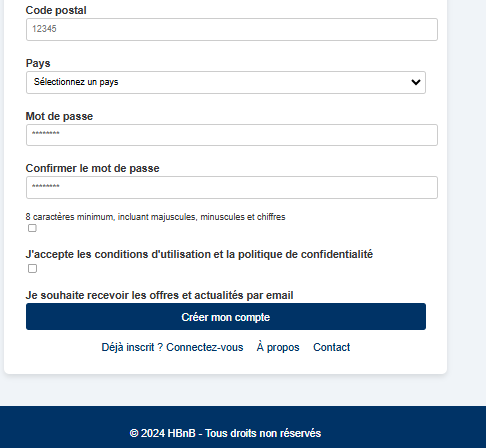 Code postal
12345
Pays
Sélectionnez un pays
Mot de passe
********
Confirmer le mot de passe
********
8 caractères minimum, incluant majuscules, minuscules et chiffres
J'accepte les conditions d'utilisation et la politique de confidentialité
Je souhaite recevoir les offres et actualités par email
Créer mon compte
Déjà inscrit ? Connectez-vous À propos Contact
© 2024 HBnB - Tous droits non réservés